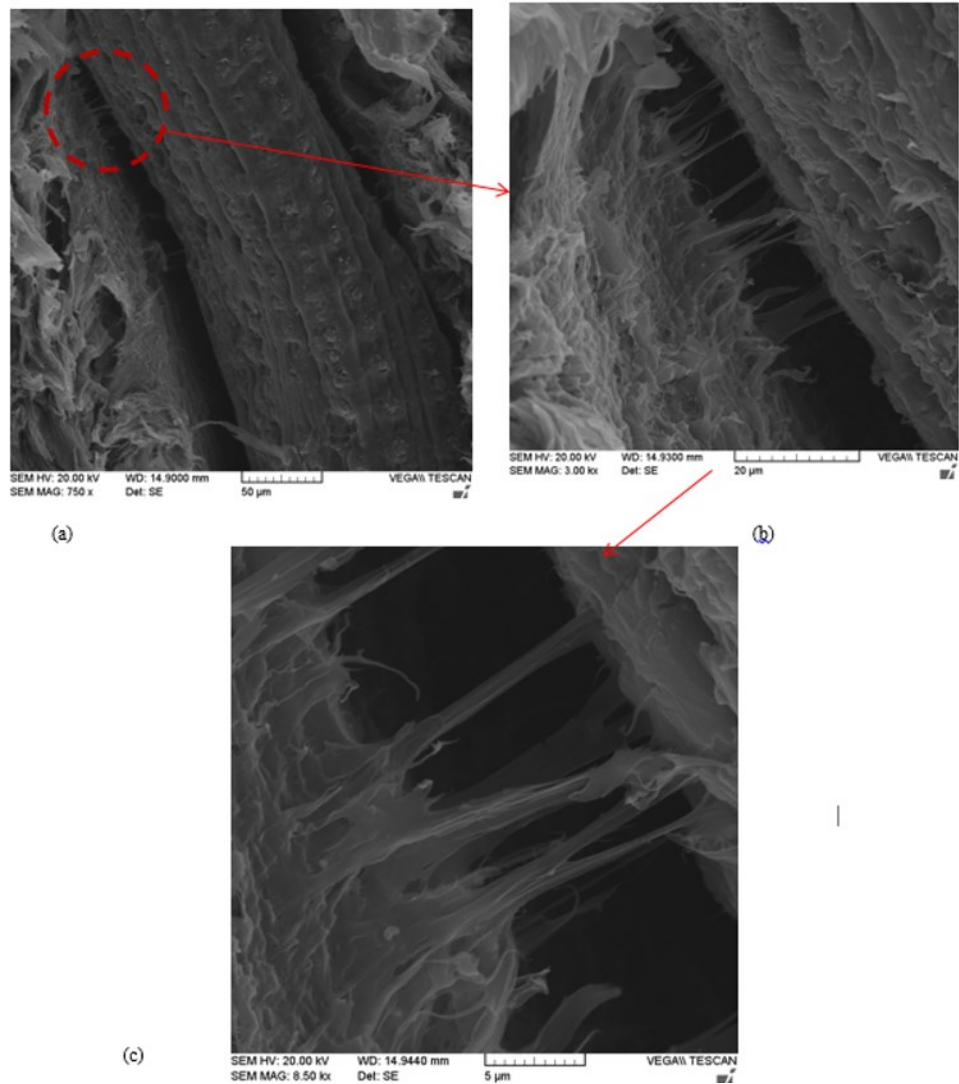 SEM HV: 20.00 kV WD: 14.9000 mm VEGA\\ TESCAN
SEM MAG: 750 x Det: SE 50 µm
(a)
SEM HV: 20.00 kV WD: 14.9300 mm VEGA\\ TESCAN
SEM MAG: 3.00 kx Det: SE 20 µm
(b)
SEM HV: 20.00 kV WD: 14.9440 mm VEGA\\ TESCAN
SEM MAG: 8.50 kx Det: SE 5 µm
(c)